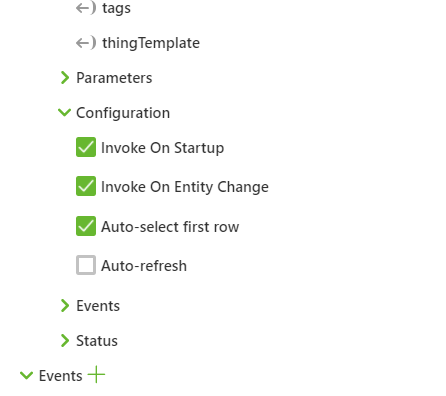 tags
thingTemplate
Parameters
Configuration
Invoke On Startup
Invoke On Entity Change
Auto-select first row
Auto-refresh
Events
Status
Events